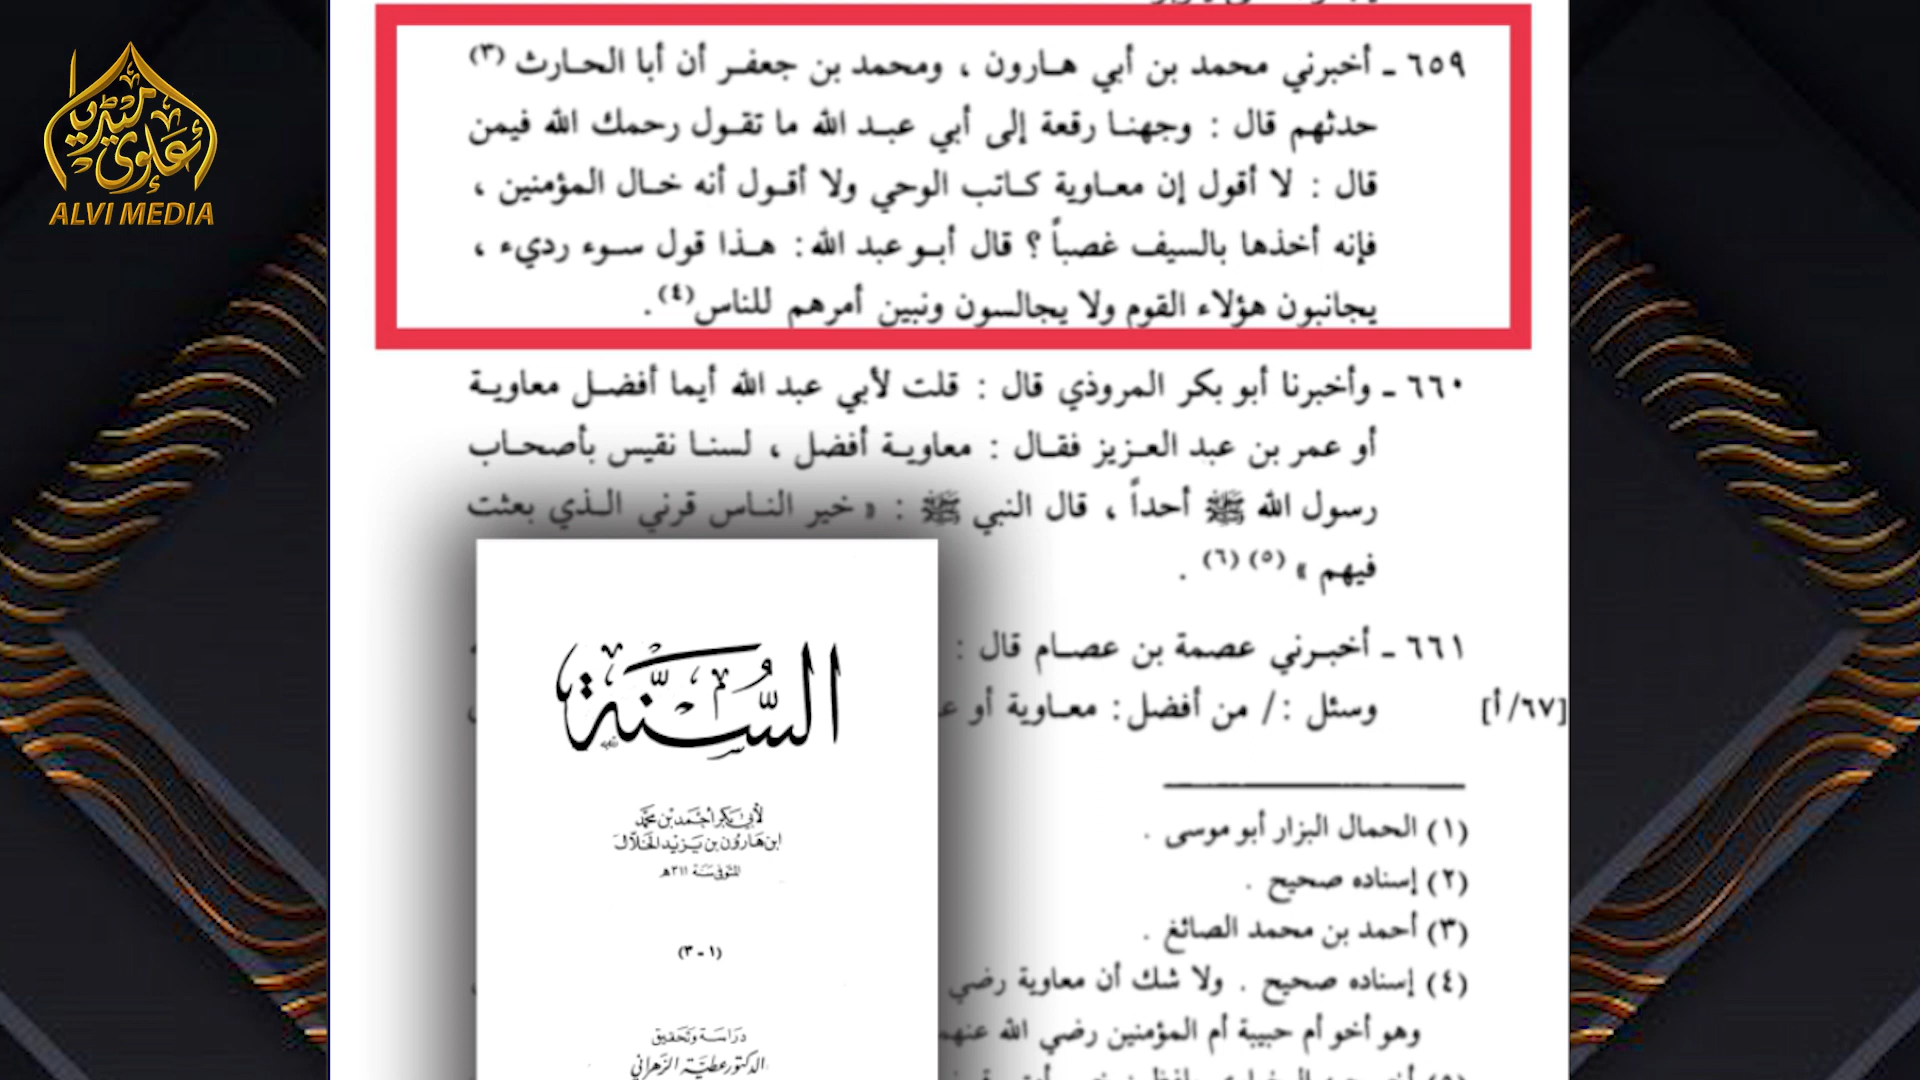 علوی میڈیا
ALVI MEDIA
٦٥٩ ـ أخبرني محمد بن أبي هارون ، ومحمد بن جعفر أن أبا الحارث (٣)
حدثهم قال : وجهنا رقعة إلى أبي عبد الله ما تقول رحمك الله فيمن
قال : لا أقول إن معاوية كاتب الوحي ولا أقول أنه خال المؤمنين ،
فإنه أخذها بالسيف غصباً ؟ قال أبو عبد الله : هذا قول سوء رديء ،
يجانبون هؤلاء القوم ولا يجالسون ونبين أمرهم للناس(٤) .
٦٦٠ ـ وأخبرنا أبو بكر المروذي قال : قلت لأبي عبد الله أيما أفضل معاوية
أو عمر بن عبد العزيز فقال : معاوية أفضل ، لسنا نقيس بأصحاب
رسول الله ﷺ أحداً ، قال النبي ﷺ : « خير الناس قرني الذي بعثت
فيهم » (٥) (٦) .
٦٦١ ـ أخبرني عصمة بن عصام قال :
وسئل : / من أفضل : معاوية أو
[٦٧/أ]
(١) الحمال البزار أبو موسى .
(٢) إسناده صحيح .
(٣) أحمد بن محمد الصائغ .
(٤) إسناده صحيح . ولا شك أن معاوية رضي
وهو أخو أم حبيبة أم المؤمنين رضي الله عنهم
السنة
لأبي بكر أحمد بن محمد
ابن هارون بن يزيد الخلال
المتوفى سنة ٣١١هـ
(١ - ٣)
دراسة وتحقيق
الدكتور عطية الزهراني